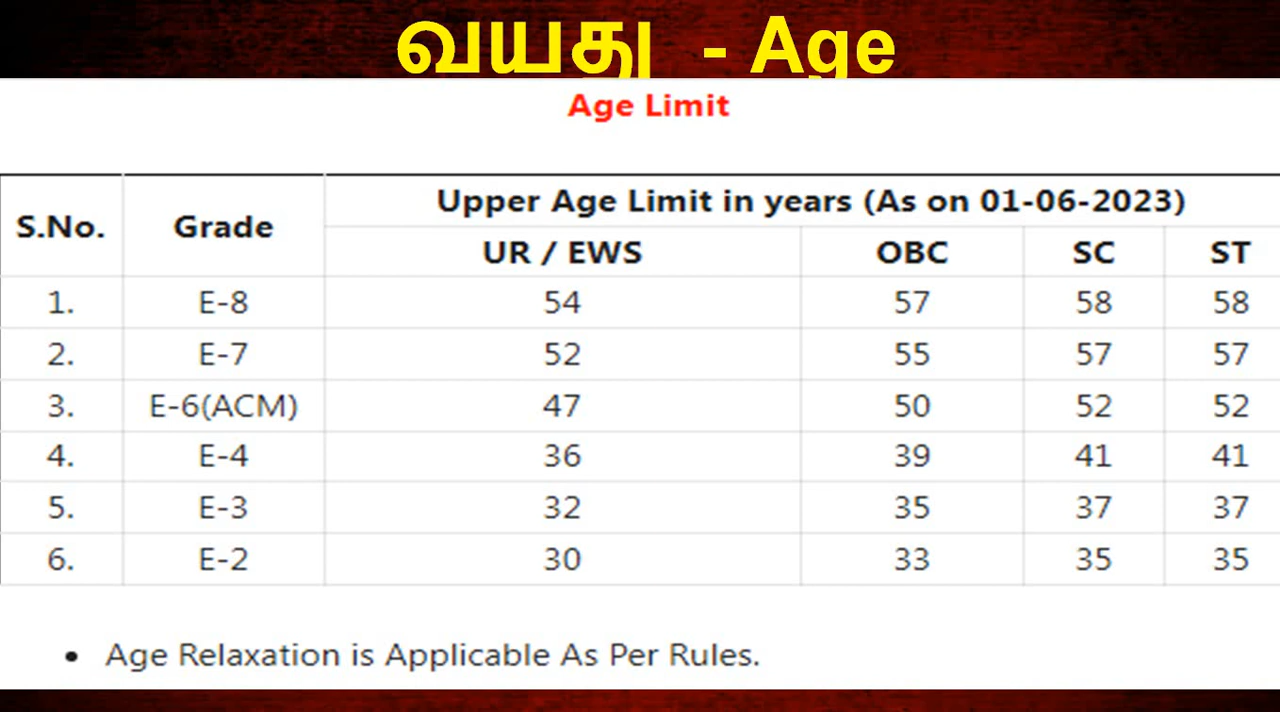 வயது - Age
Age Limit
S.No. Grade Upper Age Limit in years (As on 01-06-2023)
UR / EWS OBC SC ST
1. E-8 54 57 58 58
2. E-7 52 55 57 57
3. E-6(ACM) 47 50 52 52
4. E-4 36 39 41 41
5. E-3 32 35 37 37
6. E-2 30 33 35 35
• Age Relaxation is Applicable As Per Rules.